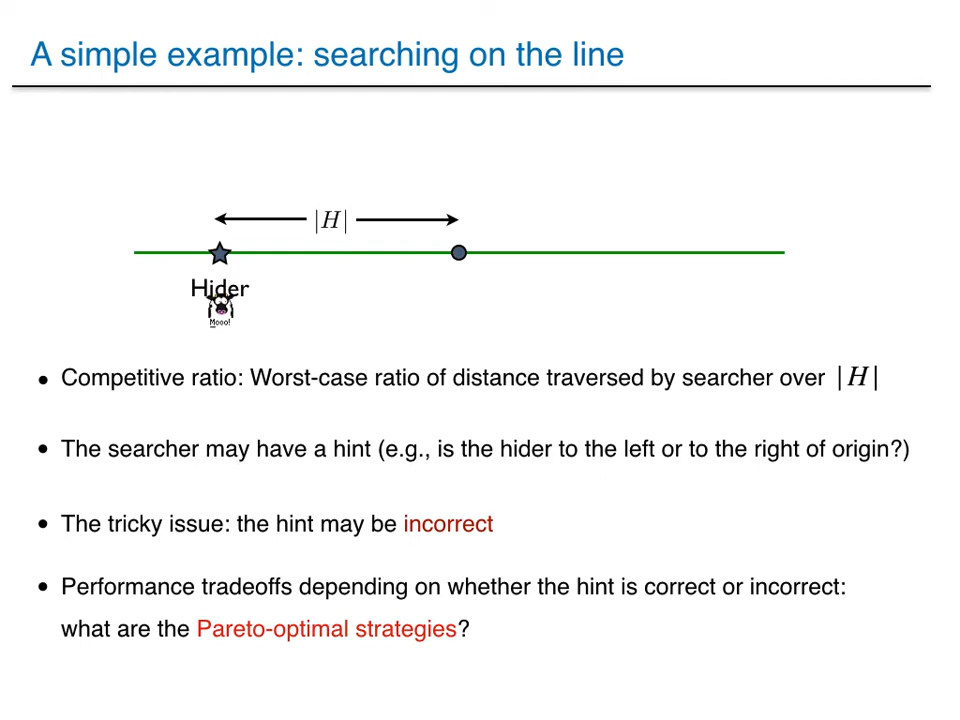 A simple example: searching on the line
|H|
Hider
Mooo!
• Competitive ratio: Worst-case ratio of distance traversed by searcher over |H|
• The searcher may have a hint (e.g., is the hider to the left or to the right of origin?)
• The tricky issue: the hint may be incorrect
• Performance tradeoffs depending on whether the hint is correct or incorrect:
what are the Pareto-optimal strategies?